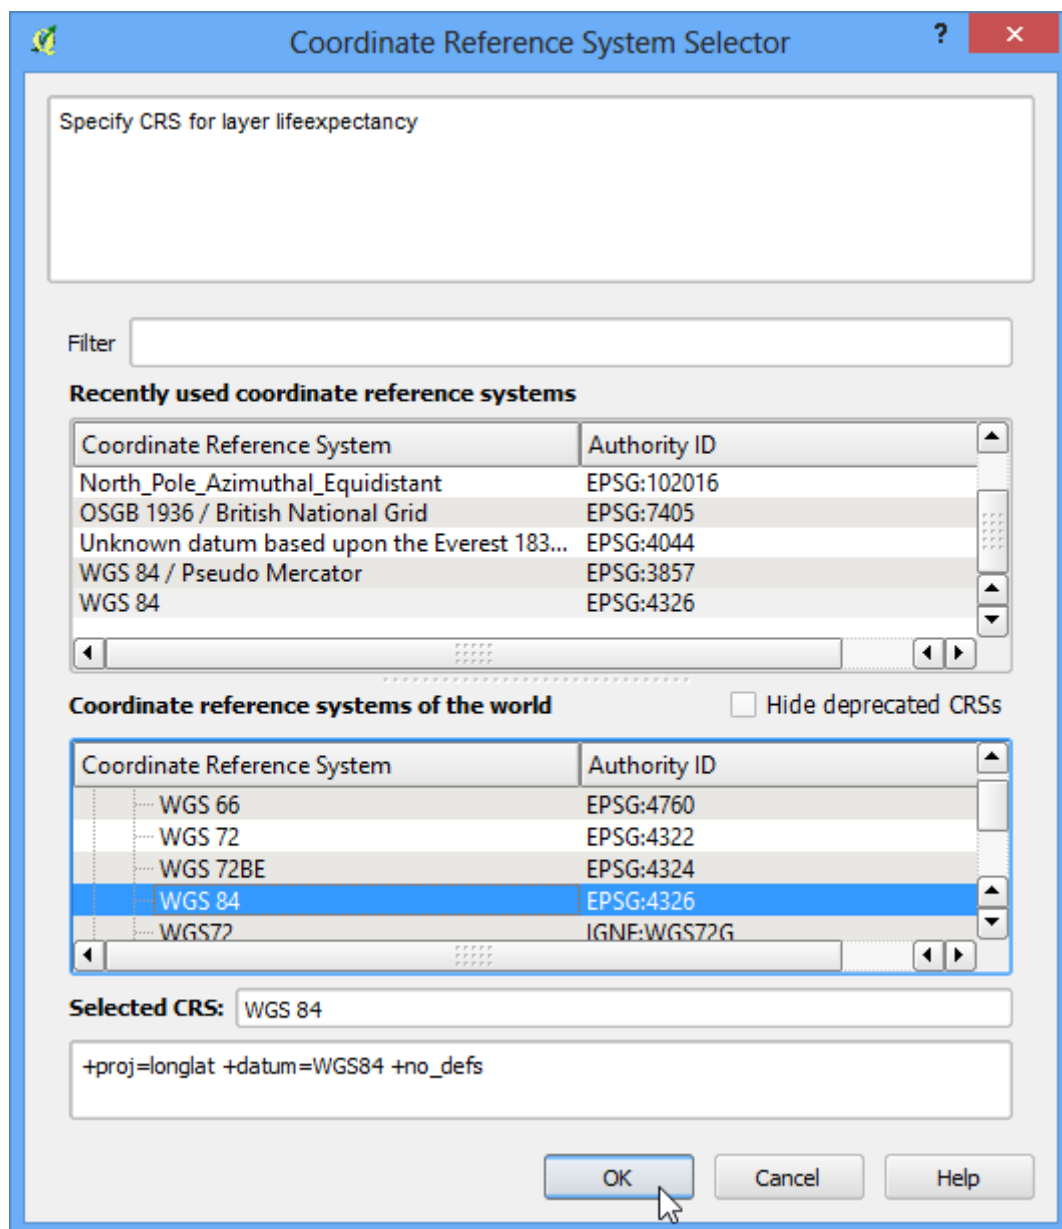 Coordinate Reference System Selector
?
Specify CRS for layer lifeexpectancy
Filter
Recently used coordinate reference systems
Coordinate Reference System Authority ID
North_Pole_Azimuthal_Equidistant EPSG:102016
OSGB 1936 / British National Grid EPSG:7405
Unknown datum based upon the Everest 183... EPSG:4044
WGS 84 / Pseudo Mercator EPSG:3857
WGS 84 EPSG:4326
Coordinate reference systems of the world Hide deprecated CRSs
Coordinate Reference System Authority ID
WGS 66 EPSG:4760
WGS 72 EPSG:4322
WGS 72BE EPSG:4324
WGS 84 EPSG:4326
WGS72 IGNF:WGS72G
Selected CRS: WGS 84
+proj=longlat +datum=WGS84 +no_defs
OK Cancel Help